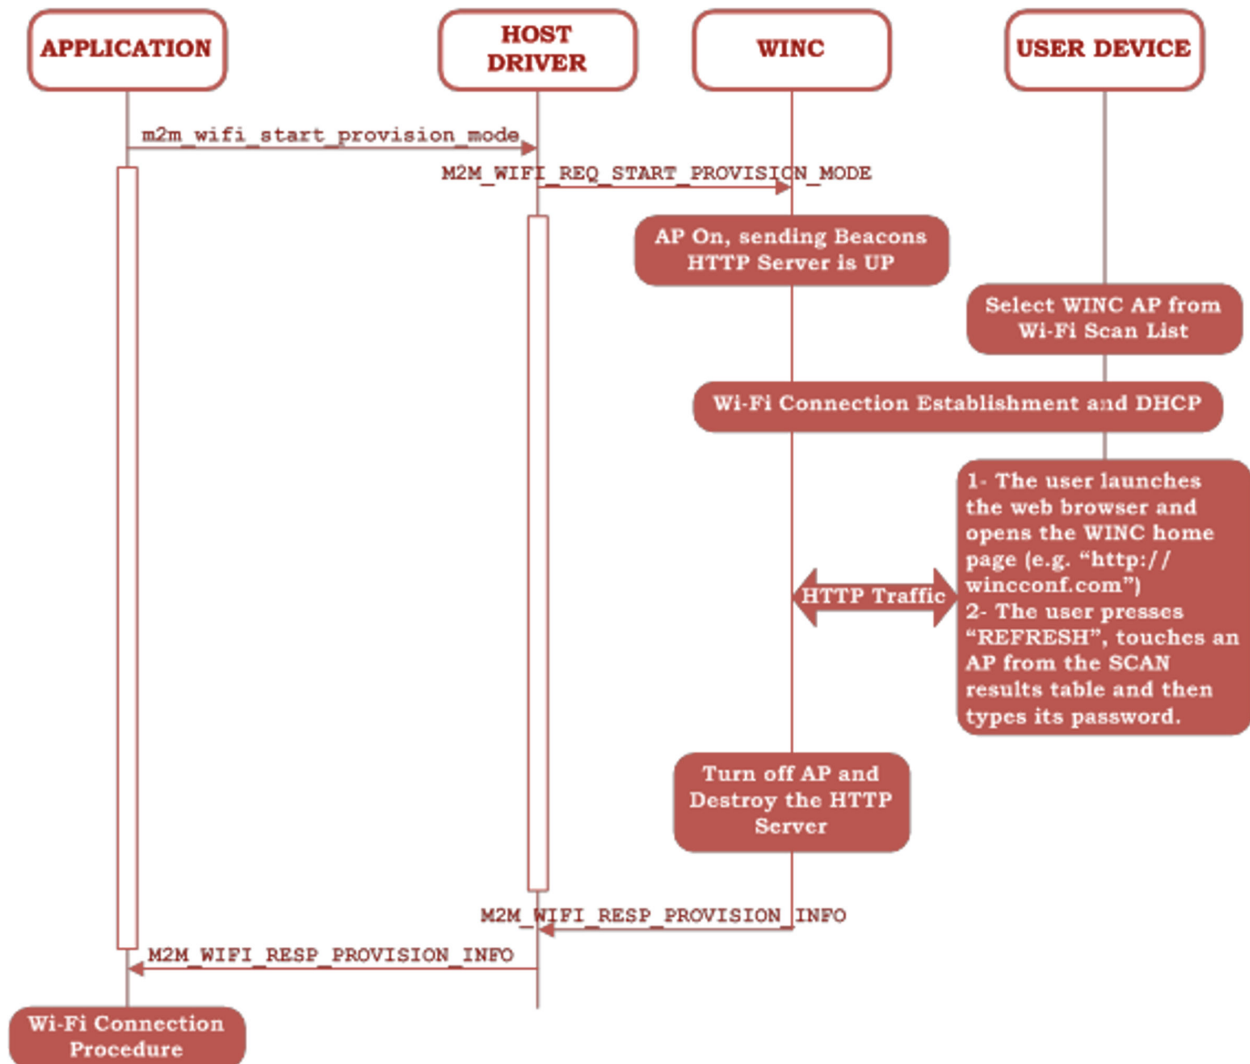 APPLICATION
HOST
DRIVER
WINC
USER DEVICE
m2m_wifi_start_provision_mode
M2M_WIFI_REQ_START_PROVISION_MODE
AP On, sending Beacons
HTTP Server is UP
Select WINC AP from
Wi-Fi Scan List
Wi-Fi Connection Establishment and DHCP
1- The user launches
the web browser and
opens the WINC home
page (e.g. “http://
wincconf.com”)
2- The user presses
“REFRESH”, touches an
AP from the SCAN
results table and then
types its password.
HTTP Traffic
Turn off AP and
Destroy the HTTP
Server
M2M_WIFI_RESP_PROVISION_INFO
M2M_WIFI_RESP_PROVISION_INFO
Wi-Fi Connection
Procedure